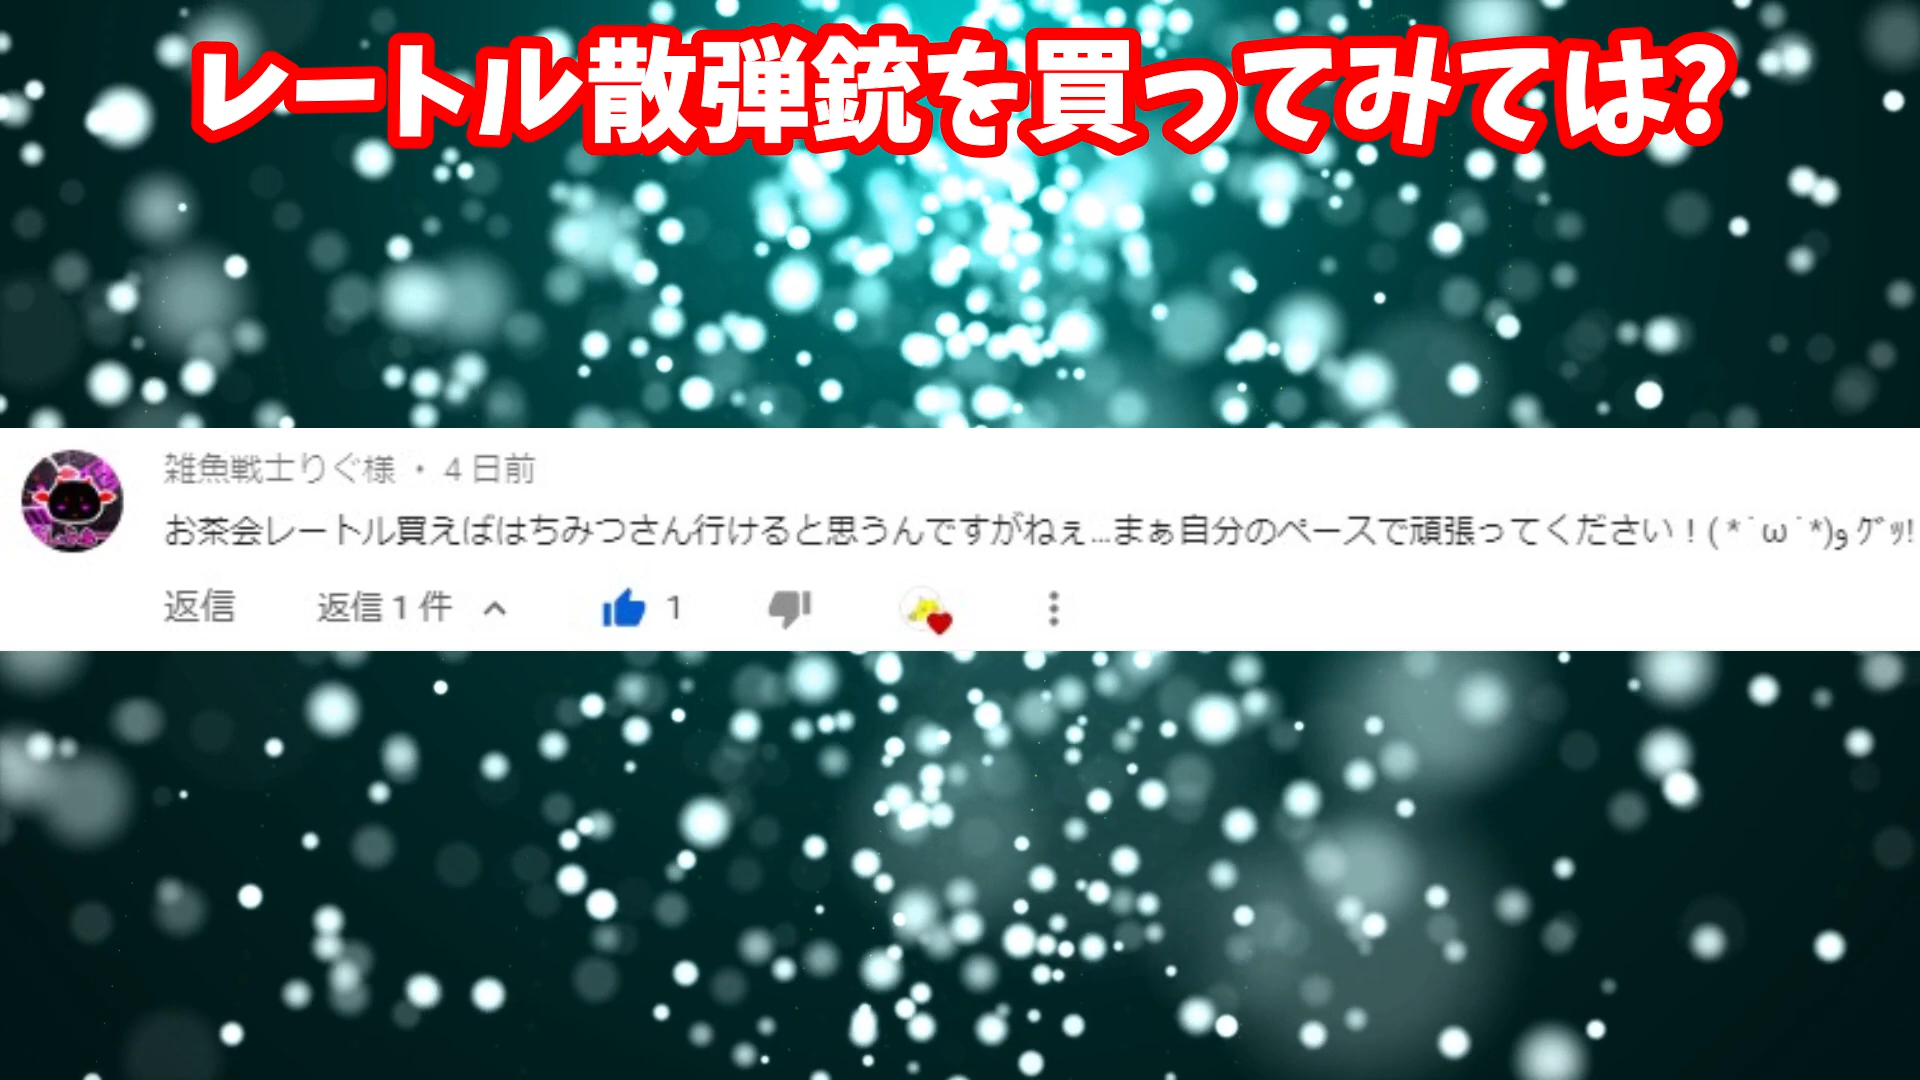 レートル散弾銃を買ってみては?
雑魚戦士りぐ様 ・ 4 日前
お茶会レートル買えばはちみつさん行けると思うんですがねぇ...まぁ自分のペースで頑張ってください！( *˙ω˙*)و グッ!
返信 返信 1 件 1